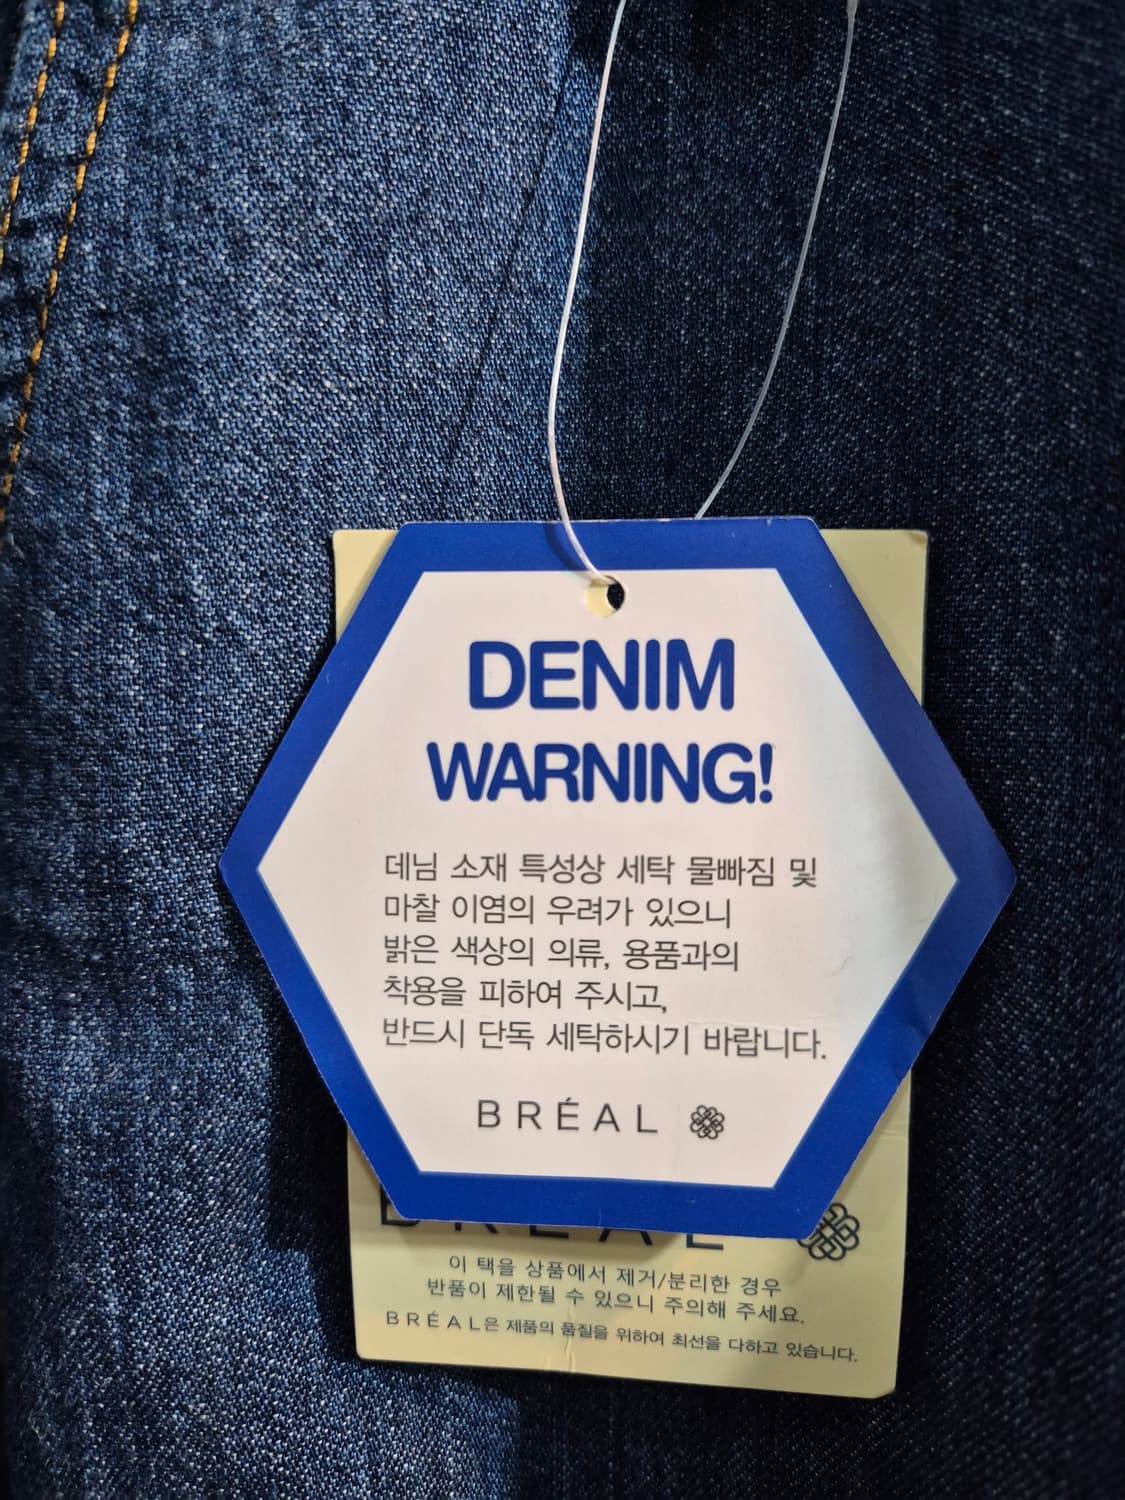 DENIM
WARNING!
데님 소재 특성상 세탁 물빠짐 및
마찰 이염의 우려가 있으니
밝은 색상의 의류, 용품과의
착용을 피하여 주시고,
반드시 단독 세탁하시기 바랍니다.
BRÉAL
BRÉAL
이 택을 상품에서 제거/분리한 경우
반품이 제한될 수 있으니 주의해 주세요.
BRÉAL은 제품의 품질을 위하여 최선을 다하고 있습니다.